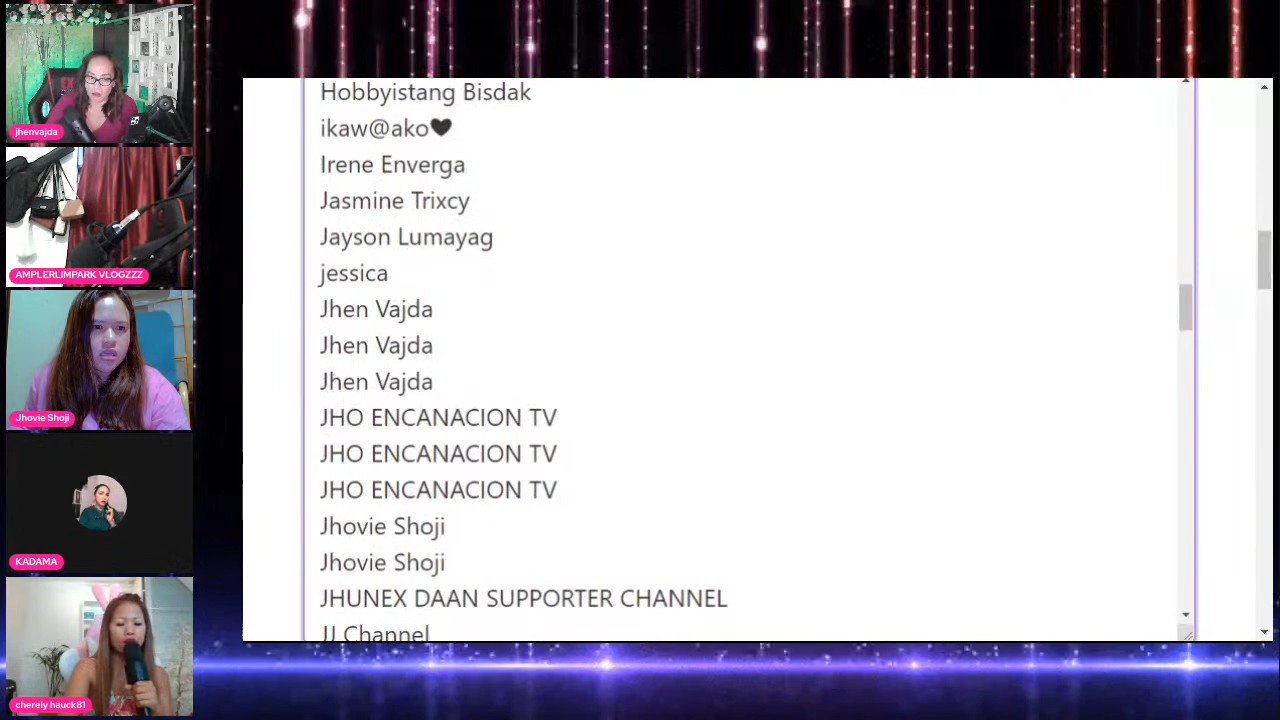 jhenvajda
AMPLERLIMPARK VLOGZZZ
Jhovie Shoji
KADAMA
cherely hauck81
Hobbyistang Bisdak
ikaw@ako🖤
Irene Enverga
Jasmine Trixcy
Jayson Lumayag
jessica
Jhen Vajda
Jhen Vajda
Jhen Vajda
JHO ENCANACION TV
JHO ENCANACION TV
JHO ENCANACION TV
Jhovie Shoji
Jhovie Shoji
JHUNEX DAAN SUPPORTER CHANNEL
JJ Channel